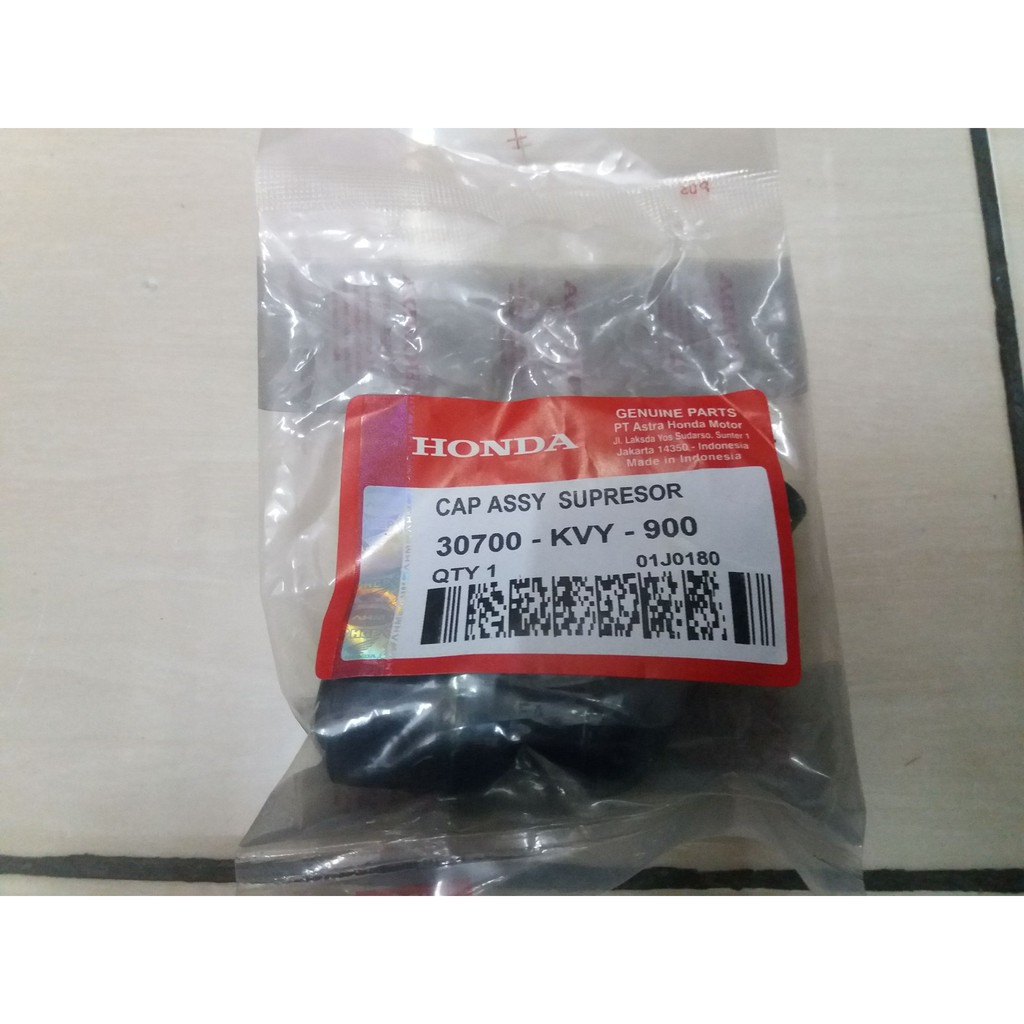 HONDA
GENUINE PARTS
PT Astra Honda Motor
Jl. Laksda Yos Sudarso, Sunter 1
Jakarta 14350 - Indonesia
Made in Indonesia
CAP ASSY SUPRESOR
30700 - KVY - 900
QTY 1
01J0180